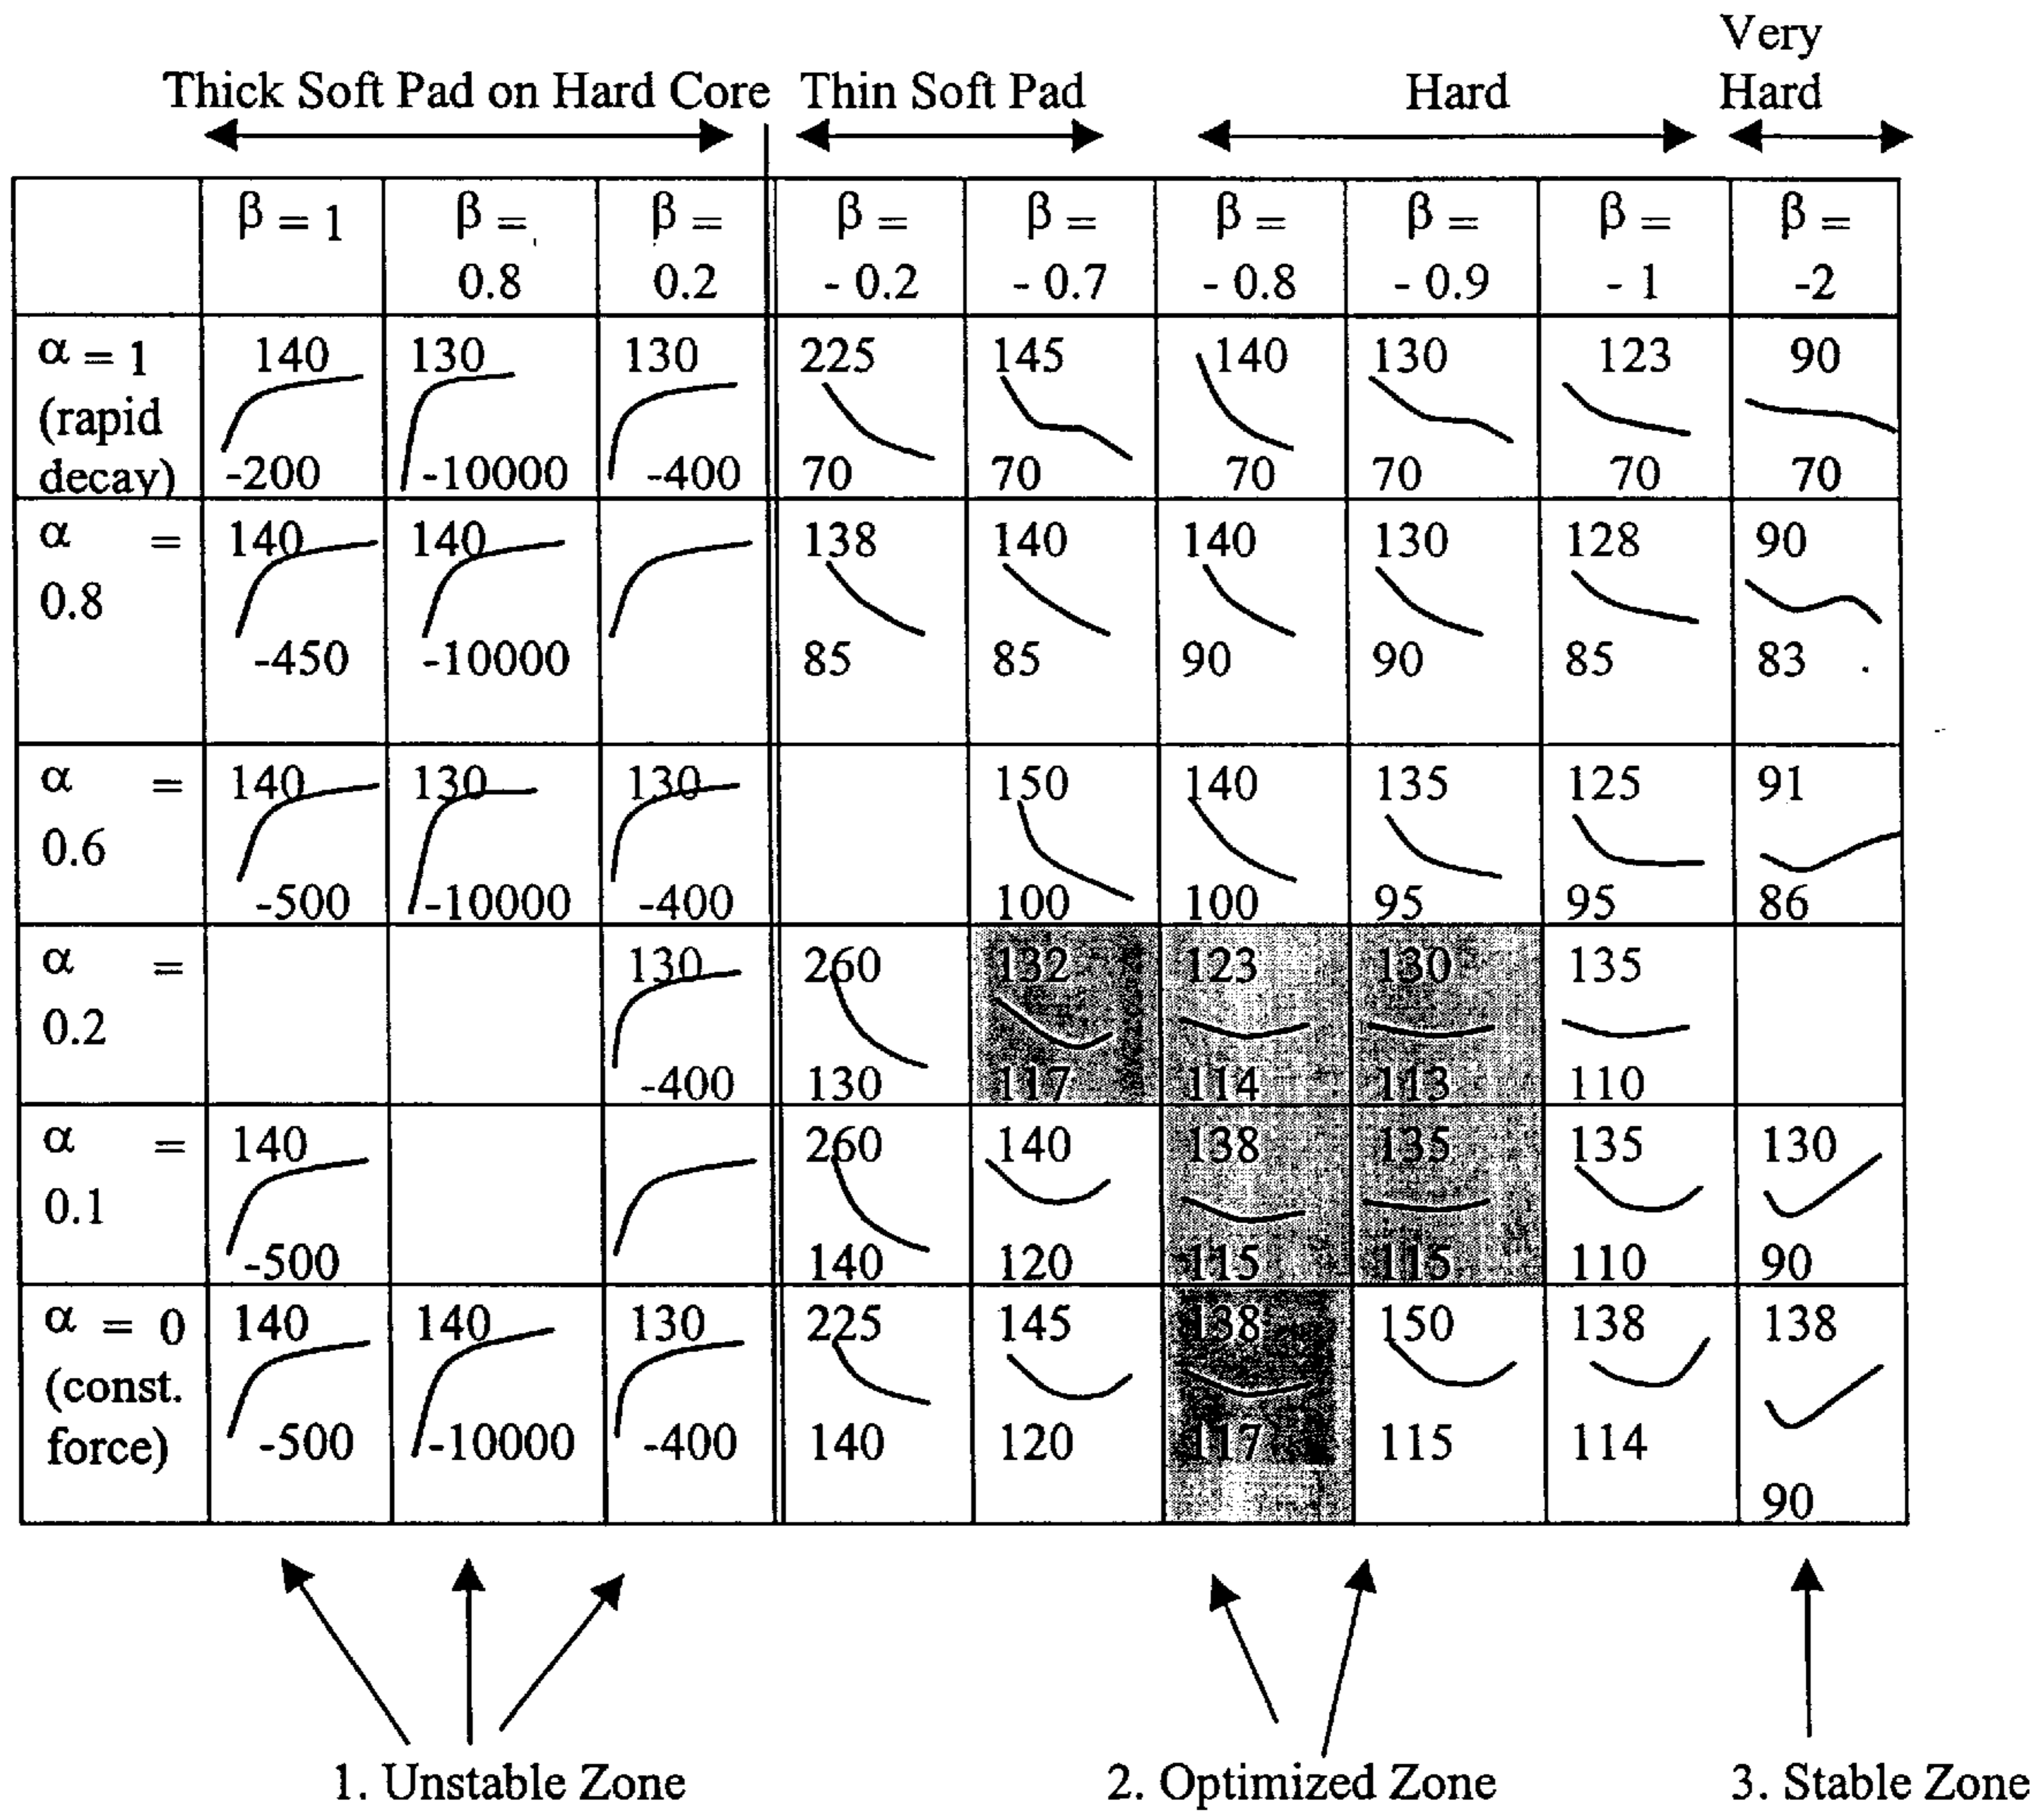 Very
Thick Soft Pad on Hard Core Thin Soft Pad Hard Hard
β = 1 β = β = β = β = β = β = β = β =
0.8 0.2 - 0.2 - 0.7 - 0.8 - 0.9 - 1 -2
α = 1 140 130 130 225 145 140 130 123 90
(rapid
decay) -200 -10000 -400 70 70 70 70 70 70
α = 140 140 138 140 140 130 128 90
0.8
-450 -10000 85 85 90 90 85 83
α = 140 130 130 150 140 135 125 91
0.6
-500 -10000 -400 100 100 95 95 86
α = 130 260 132 123 130 135
0.2
-400 130 117 114 113 110
α = 140 260 140 138 135 135 130
0.1
-500 140 120 115 115 110 90
α = 0 140 140 130 225 145 138 150 138 138
(const.
force) -500 -10000 -400 140 120 117 115 114
90
1. Unstable Zone 2. Optimized Zone 3. Stable Zone